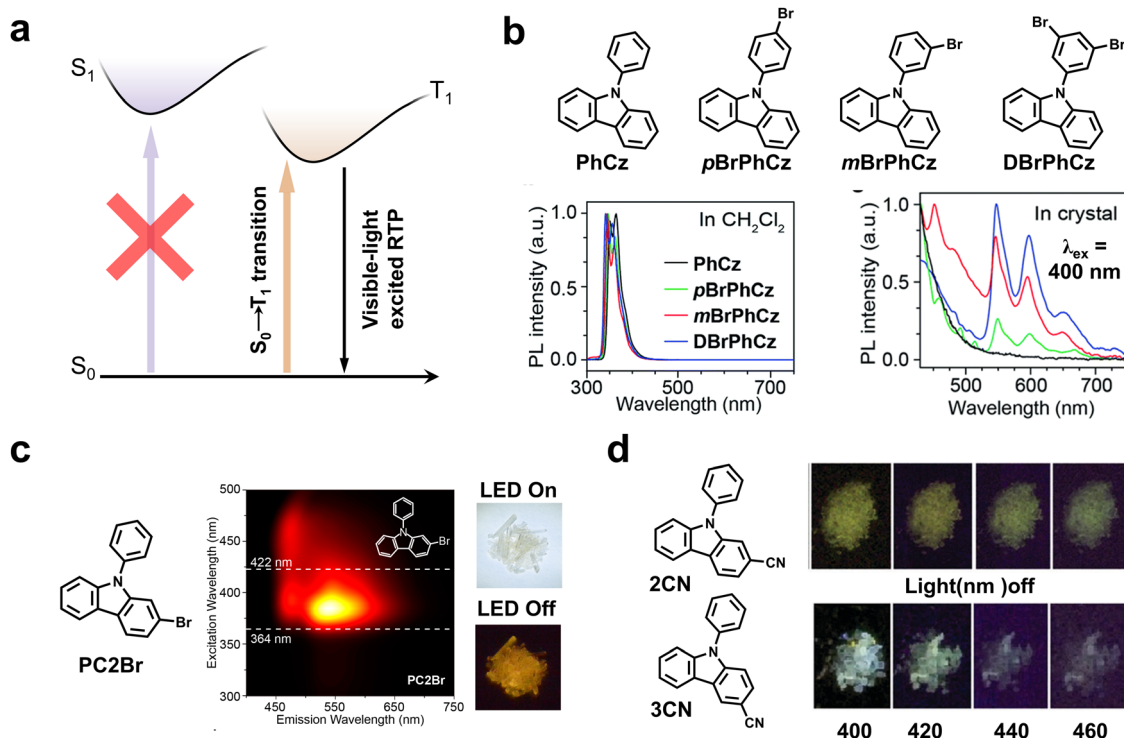 a
S₁
T₁
S₀→T₁ transition
Visible-light
excited RTP
S₀
b
Br
Br
Br
Br
N
N
N
N
PhCz
pBrPhCz
mBrPhCz
DBrPhCz
PL intensity (a.u.)
1.0
0.5
0.0
In CH₂Cl₂
PhCz
pBrPhCz
mBrPhCz
DBrPhCz
300
500
700
Wavelength (nm)
PL intensity (a.u.)
1.0
0.5
0.0
In crystal
λex =
400 nm
500
600
700
Wavelength (nm)
c
N
Br
PC2Br
Excitation Wavelength (nm)
500
450
400
350
300
N
Br
422 nm
364 nm
PC2Br
450
550
650
750
Emission Wavelength (nm)
LED On
LED Off
d
N
CN
2CN
N
CN
3CN
Light(nm )off
400
420
440
460